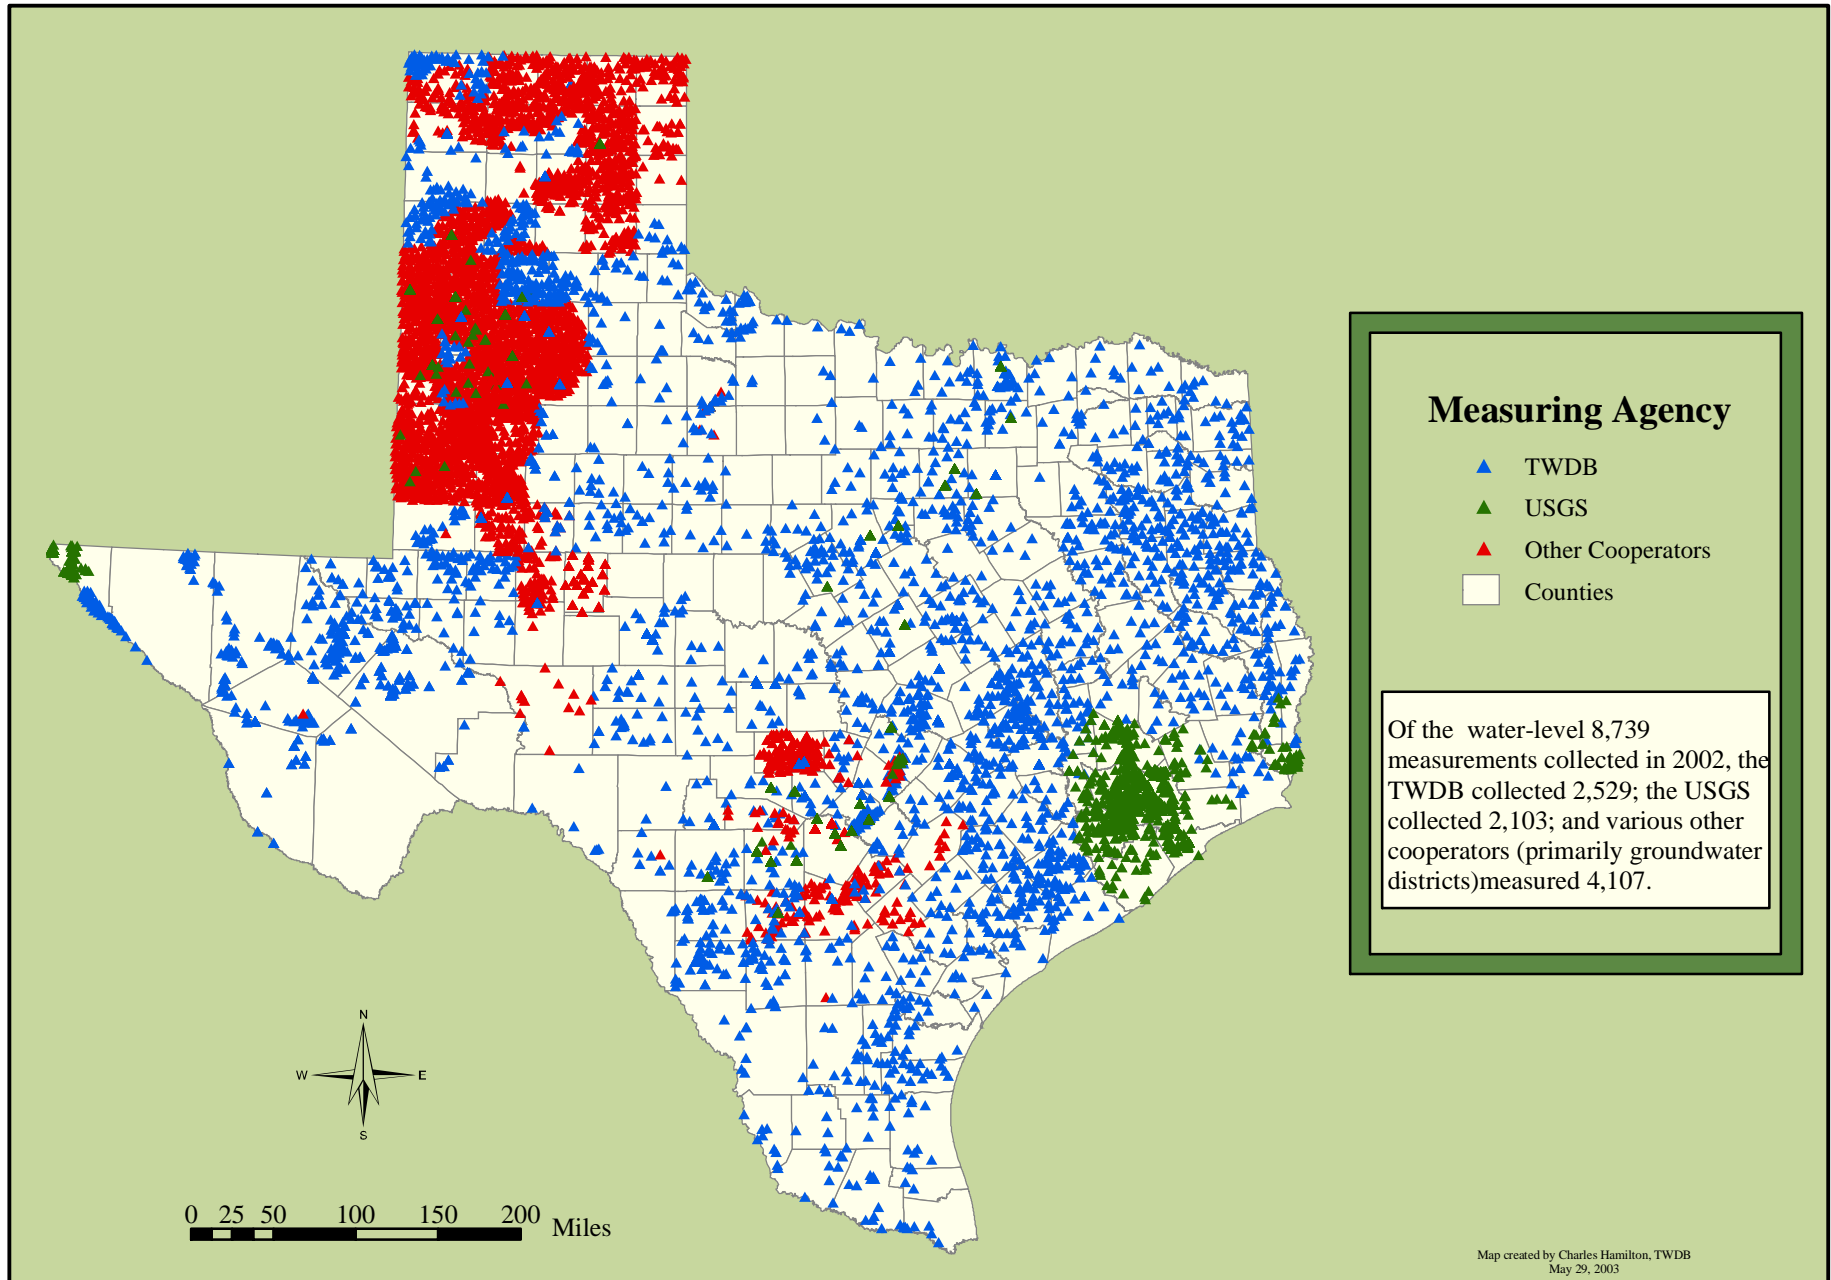 Measuring Agency
TWDB
USGS
Other Cooperators
Counties
Of the water-level 8,739
measurements collected in 2002, the
TWDB collected 2,529; the USGS
collected 2,103; and various other
cooperators (primarily groundwater
districts)measured 4,107.
N
W E
S
0 25 50 100 150 200 Miles
Map created by Charles Hamilton, TWDB
May 29, 2003